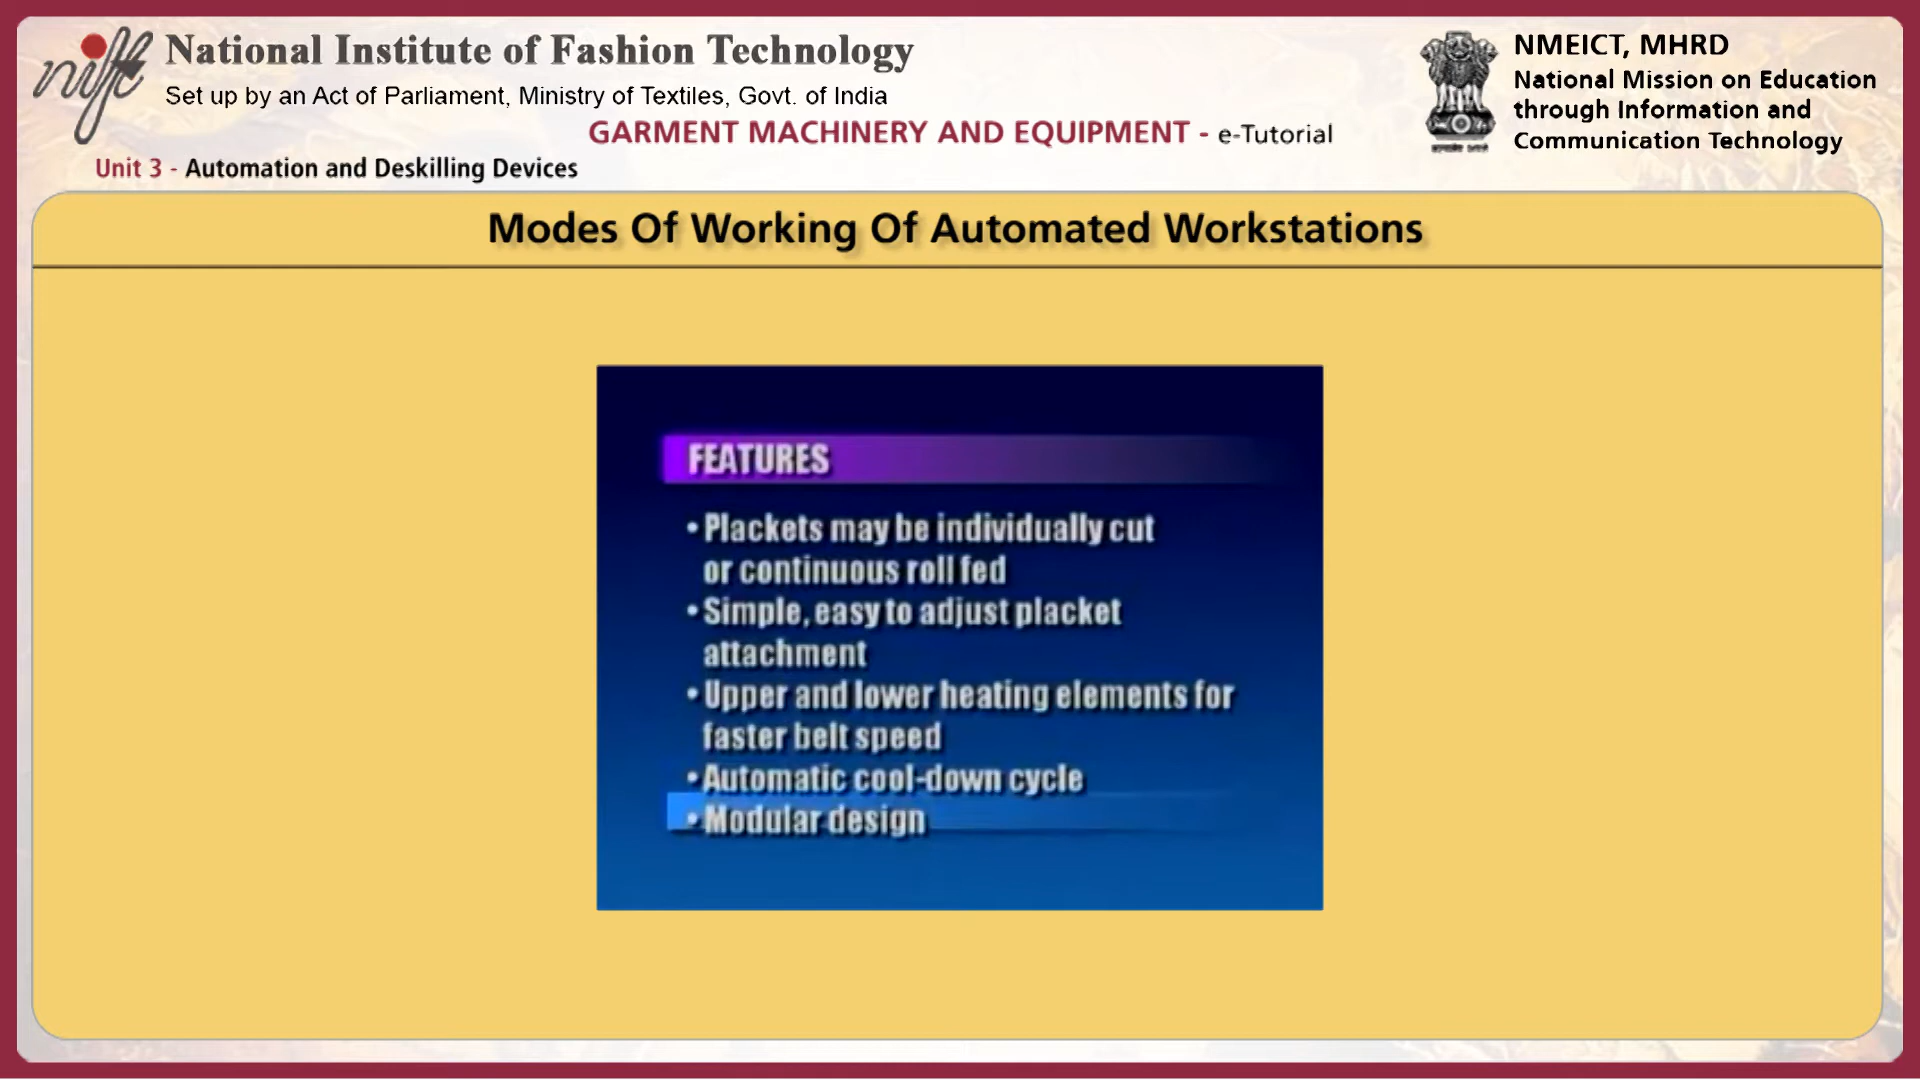 nift
National Institute of Fashion Technology
Set up by an Act of Parliament, Ministry of Textiles, Govt. of India
GARMENT MACHINERY AND EQUIPMENT - e-Tutorial
NMEICT, MHRD
National Mission on Education
through Information and
Communication Technology
Unit 3 - Automation and Deskilling Devices
Modes Of Working Of Automated Workstations
FEATURES
• Plackets may be individually cut
or continuous roll fed
• Simple, easy to adjust placket
attachment
• Upper and lower heating elements for
faster belt speed
• Automatic cool-down cycle
• Modular design